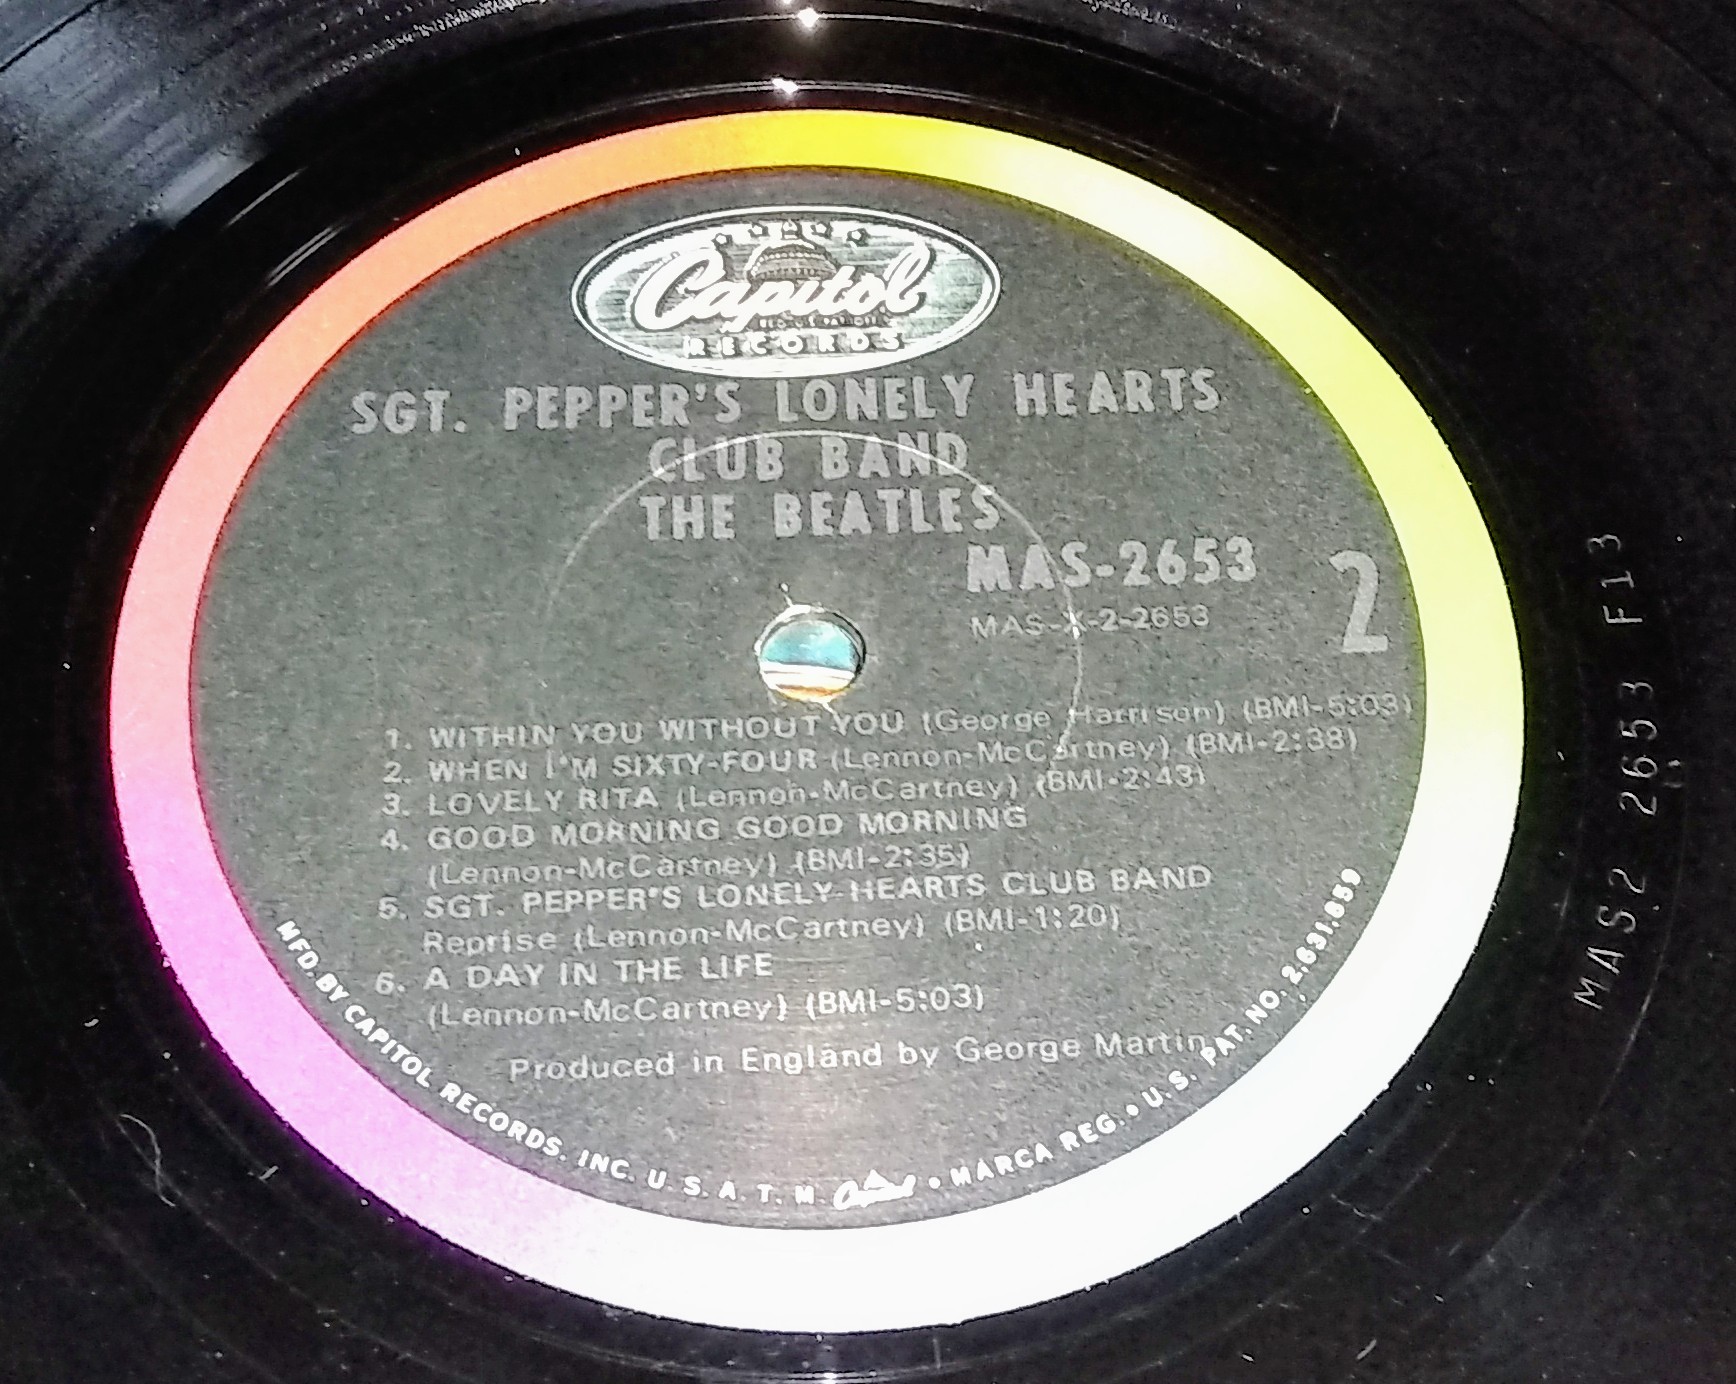 Capitol
RECORDS
SGT. PEPPER'S LONELY HEARTS
CLUB BAND
THE BEATLES
MAS-2653
2
MAS-X-2-2653
1. WITHIN YOU WITHOUT YOU (George Harrison) (BMI-5:03)
2. WHEN I'M SIXTY-FOUR (Lennon-McCartney) (BMI-2:38)
3. LOVELY RITA (Lennon-McCartney) (BMI-2:43)
4. GOOD MORNING GOOD MORNING
(Lennon-McCartney) (BMI-2:35)
5. SGT. PEPPER'S LONELY HEARTS CLUB BAND
Reprise (Lennon-McCartney) (BMI-1:20)
6. A DAY IN THE LIFE
(Lennon-McCartney) (BMI-5:03)
Produced in England by George Martin
MFD. BY CAPITOL RECORDS, INC. U. S. A. T. M. Capitol • MARCA REG. • U.S. PAT. NO. 2,631,859
MAS2 2653 F13